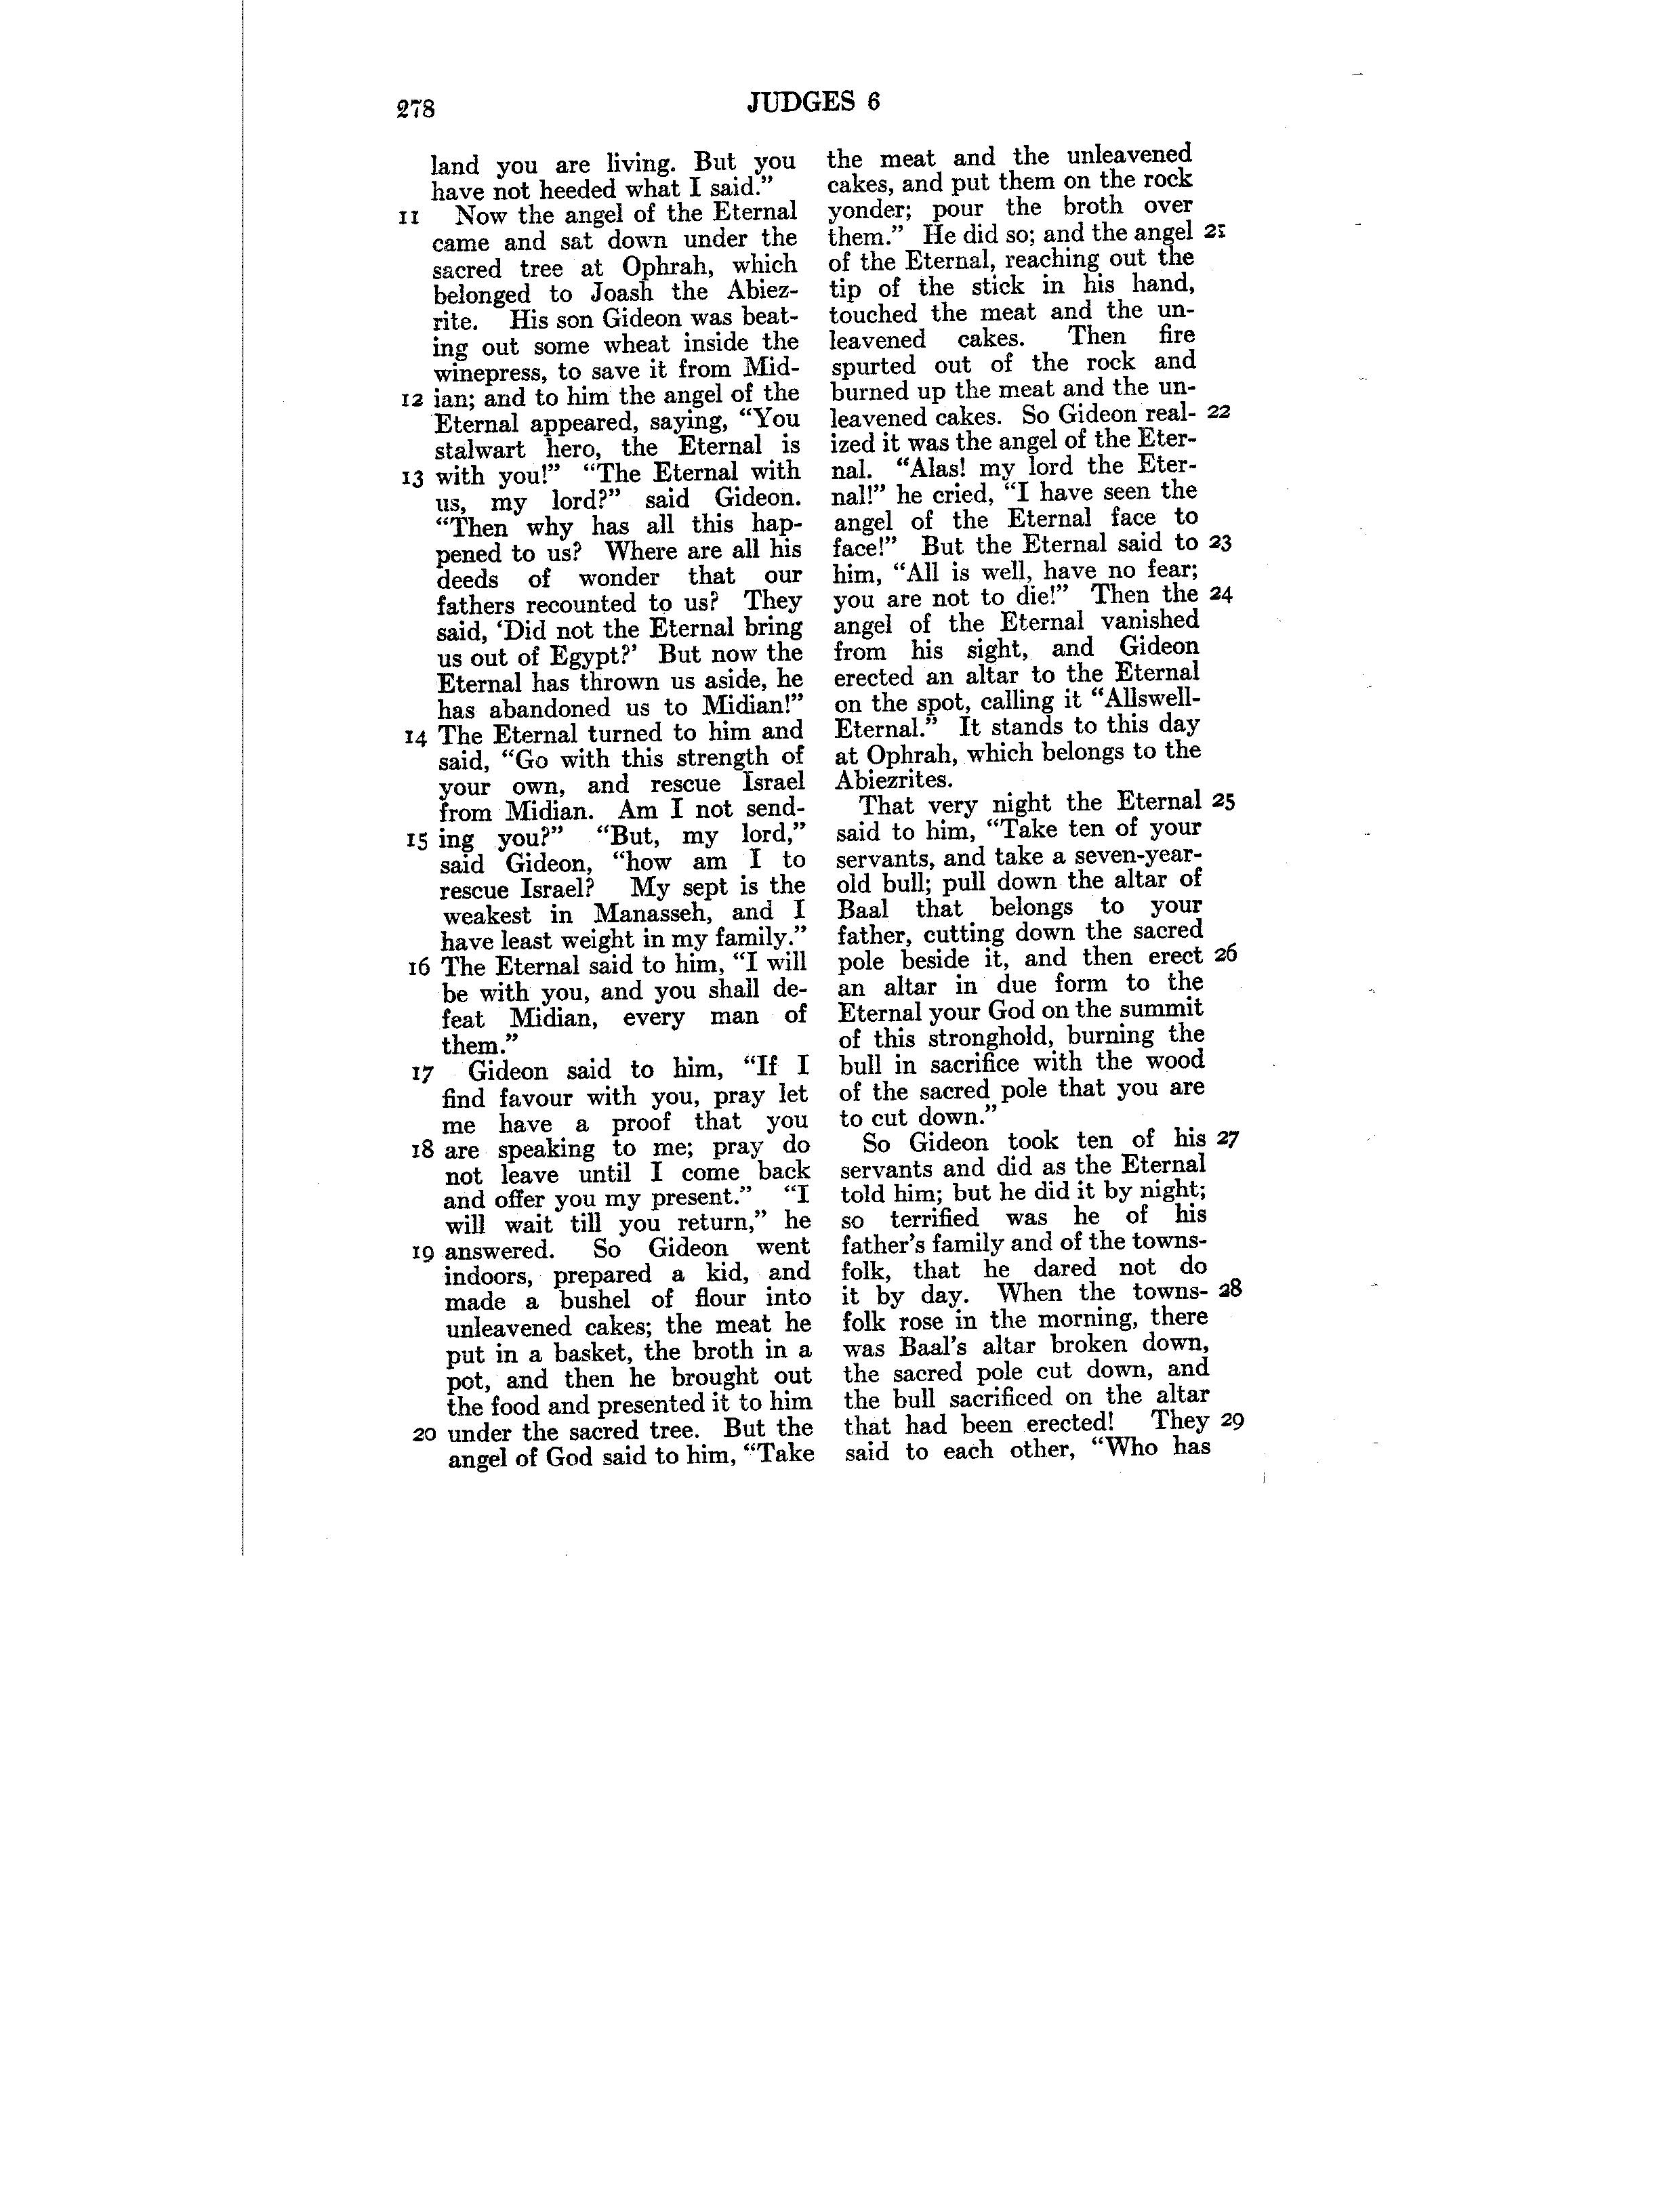 278
JUDGES 6
land you are living. But you
have not heeded what I said.”
11 Now the angel of the Eternal
came and sat down under the
sacred tree at Ophrah, which
belonged to Joash the Abiez-
rite. His son Gideon was beat-
ing out some wheat inside the
winepress, to save it from Mid-
12 ian; and to him the angel of the
Eternal appeared, saying, “You
stalwart hero, the Eternal is
13 with you!” “The Eternal with
us, my lord?” said Gideon.
“Then why has all this hap-
pened to us? Where are all his
deeds of wonder that our
fathers recounted to us? They
said, ‘Did not the Eternal bring
us out of Egypt?’ But now the
Eternal has thrown us aside, he
has abandoned us to Midian!”
14 The Eternal turned to him and
said, “Go with this strength of
your own, and rescue Israel
from Midian. Am I not send-
15 ing you?” “But, my lord,”
said Gideon, “how am I to
rescue Israel? My sept is the
weakest in Manasseh, and I
have least weight in my family.”
16 The Eternal said to him, “I will
be with you, and you shall de-
feat Midian, every man of
them.”
17 Gideon said to him, “If I
find favour with you, pray let
me have a proof that you
18 are speaking to me; pray do
not leave until I come back
and offer you my present.” “I
will wait till you return,” he
19 answered. So Gideon went
indoors, prepared a kid, and
made a bushel of flour into
unleavened cakes; the meat he
put in a basket, the broth in a
pot, and then he brought out
the food and presented it to him
20 under the sacred tree. But the
angel of God said to him, “Take
the meat and the unleavened
cakes, and put them on the rock
yonder; pour the broth over
them.” He did so; and the angel 21
of the Eternal, reaching out the
tip of the stick in his hand,
touched the meat and the un-
leavened cakes. Then fire
spurted out of the rock and
burned up the meat and the un-
leavened cakes. So Gideon real- 22
ized it was the angel of the Eter-
nal. “Alas! my lord the Eter-
nal!” he cried, “I have seen the
angel of the Eternal face to
face!” But the Eternal said to 23
him, “All is well, have no fear;
you are not to die!” Then the 24
angel of the Eternal vanished
from his sight, and Gideon
erected an altar to the Eternal
on the spot, calling it “Allswell-
Eternal.” It stands to this day
at Ophrah, which belongs to the
Abiezrites.
That very night the Eternal 25
said to him, “Take ten of your
servants, and take a seven-year-
old bull; pull down the altar of
Baal that belongs to your
father, cutting down the sacred
pole beside it, and then erect 26
an altar in due form to the
Eternal your God on the summit
of this stronghold, burning the
bull in sacrifice with the wood
of the sacred pole that you are
to cut down.”
So Gideon took ten of his 27
servants and did as the Eternal
told him; but he did it by night;
so terrified was he of his
father’s family and of the towns-
folk, that he dared not do
it by day. When the towns- 28
folk rose in the morning, there
was Baal’s altar broken down,
the sacred pole cut down, and
the bull sacrificed on the altar
that had been erected! They 29
said to each other, “Who has